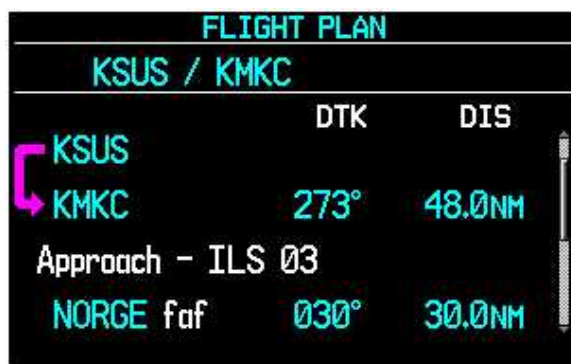 FLIGHT PLAN
KSUS / KMKC
DTK DIS
KSUS
KMKC 273° 48.0NM
Approach - ILS 03
NORGE faf 030° 30.0NM